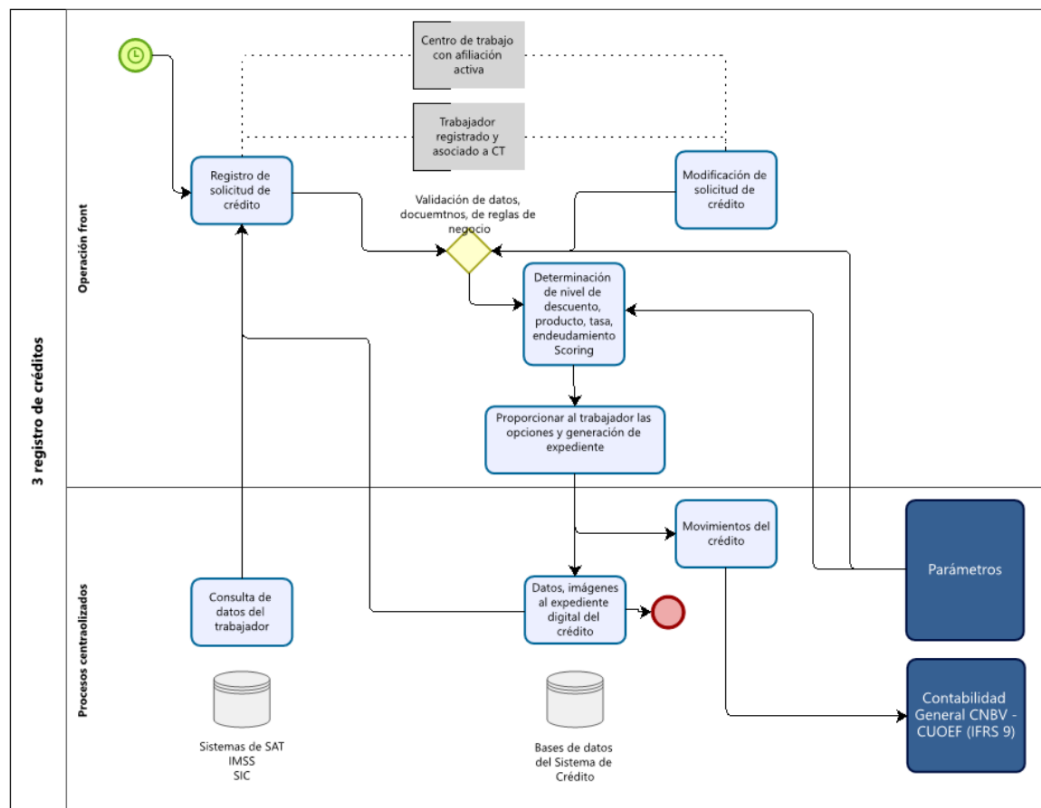 3 registro de créditos
Operación front
Centro de trabajo
con afiliación
activa
Trabajador
registrado y
asociado a CT
Registro de
solicitud de
crédito
Modificación de
solicitud de
crédito
Validación de datos,
docuemtnos, de reglas de
negocio
Determinación
de nivel de
descuento,
producto, tasa,
endeudamiento
Scoring
Proporcionar al trabajador las
opciones y generación de
expediente
Procesos centraolizados
Movimientos del
crédito
Parámetros
Consulta de
datos del
trabajador
Datos, imágenes
al expediente
digital del
crédito
Contabilidad
General CNBV -
CUOEF (IFRS 9)
Sistemas de SAT
IMSS
SIC
Bases de datos
del Sistema de
Crédito